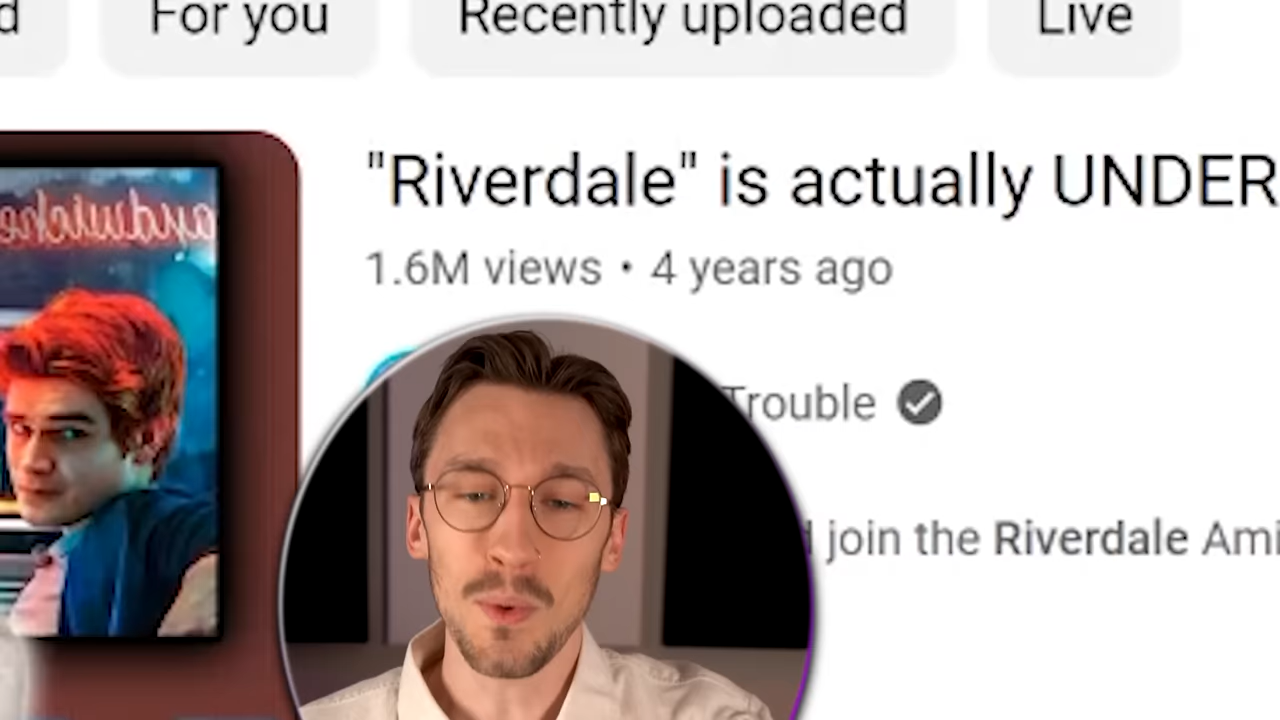 d
For you
Recently uploaded
Live
"Riverdale" is actually UNDER
1.6M views • 4 years ago
Trouble
join the Riverdale Ami